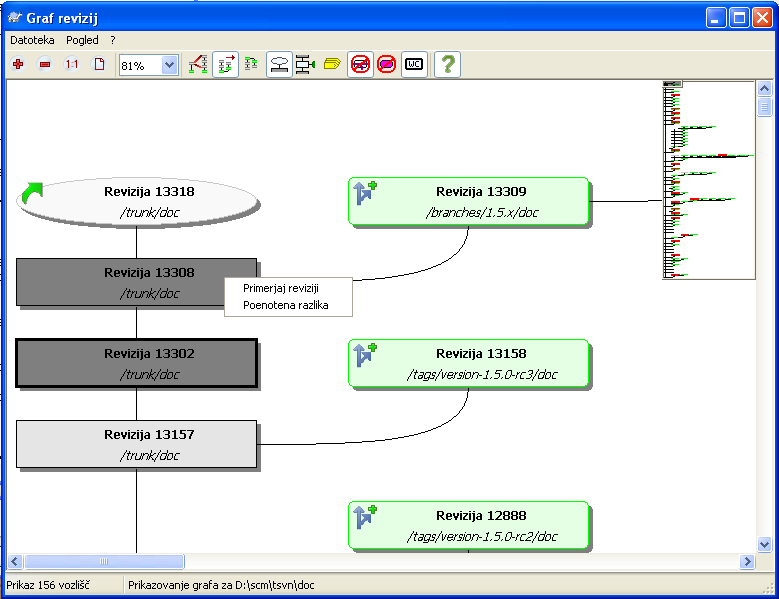 Graf revizij
Datoteka Pogled ?
1:1 81% WC ?
Revizija 13318
/trunk/doc
Revizija 13309
/branches/1.5.x/doc
Revizija 13308
/trunk/doc
Primerjaj reviziji
Poenotena razlika
Revizija 13302
/trunk/doc
Revizija 13158
/tags/version-1.5.0-rc3/doc
Revizija 13157
/trunk/doc
Revizija 12888
/tags/version-1.5.0-rc2/doc
Prikaz 156 vozlišč
Prikazovanje grafa za D:\scm\tsvn\doc